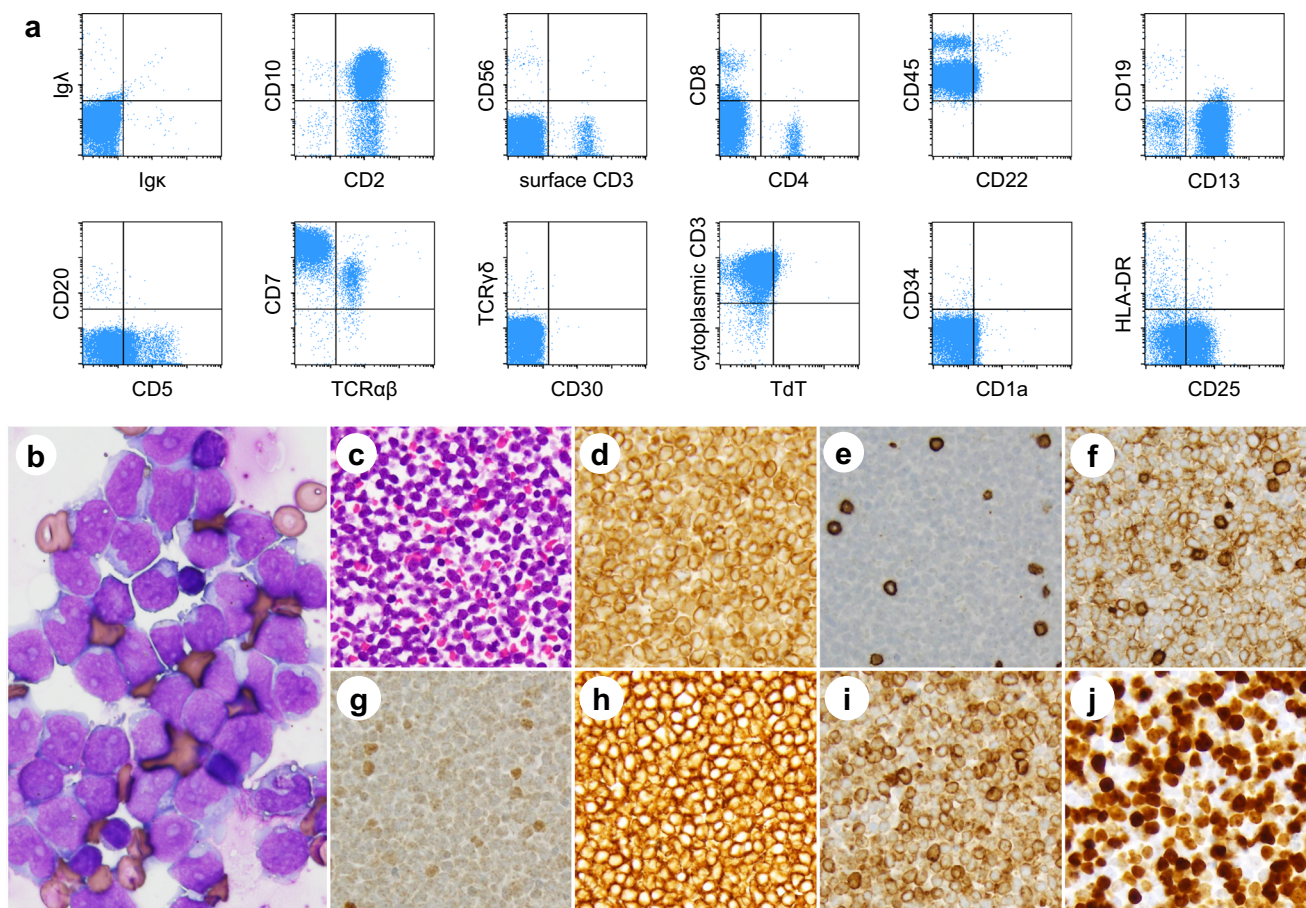 a
Igλ
Igκ
CD10
CD2
CD56
surface CD3
CD8
CD4
CD45
CD22
CD19
CD13
CD20
CD5
CD7
TCRαβ
TCRγδ
CD30
cytoplasmic CD3
TdT
CD34
CD1a
HLA-DR
CD25
b
c
d
e
f
g
h
i
j